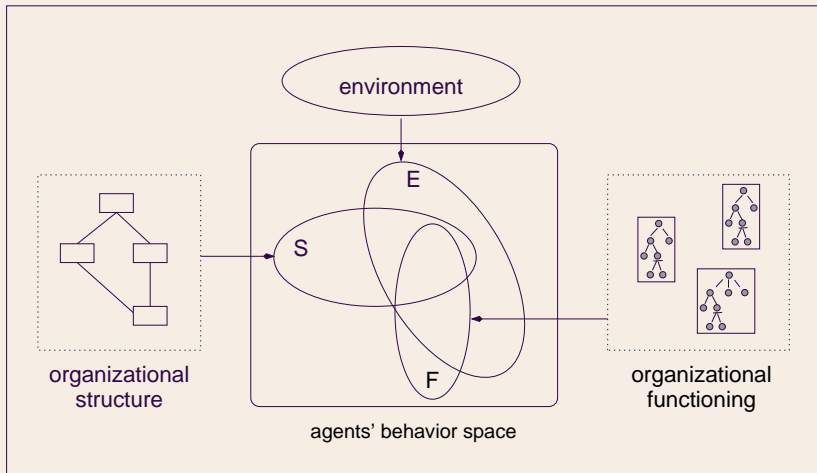 environment
E
S
F
organizational
structure
organizational
functioning
agents' behavior space